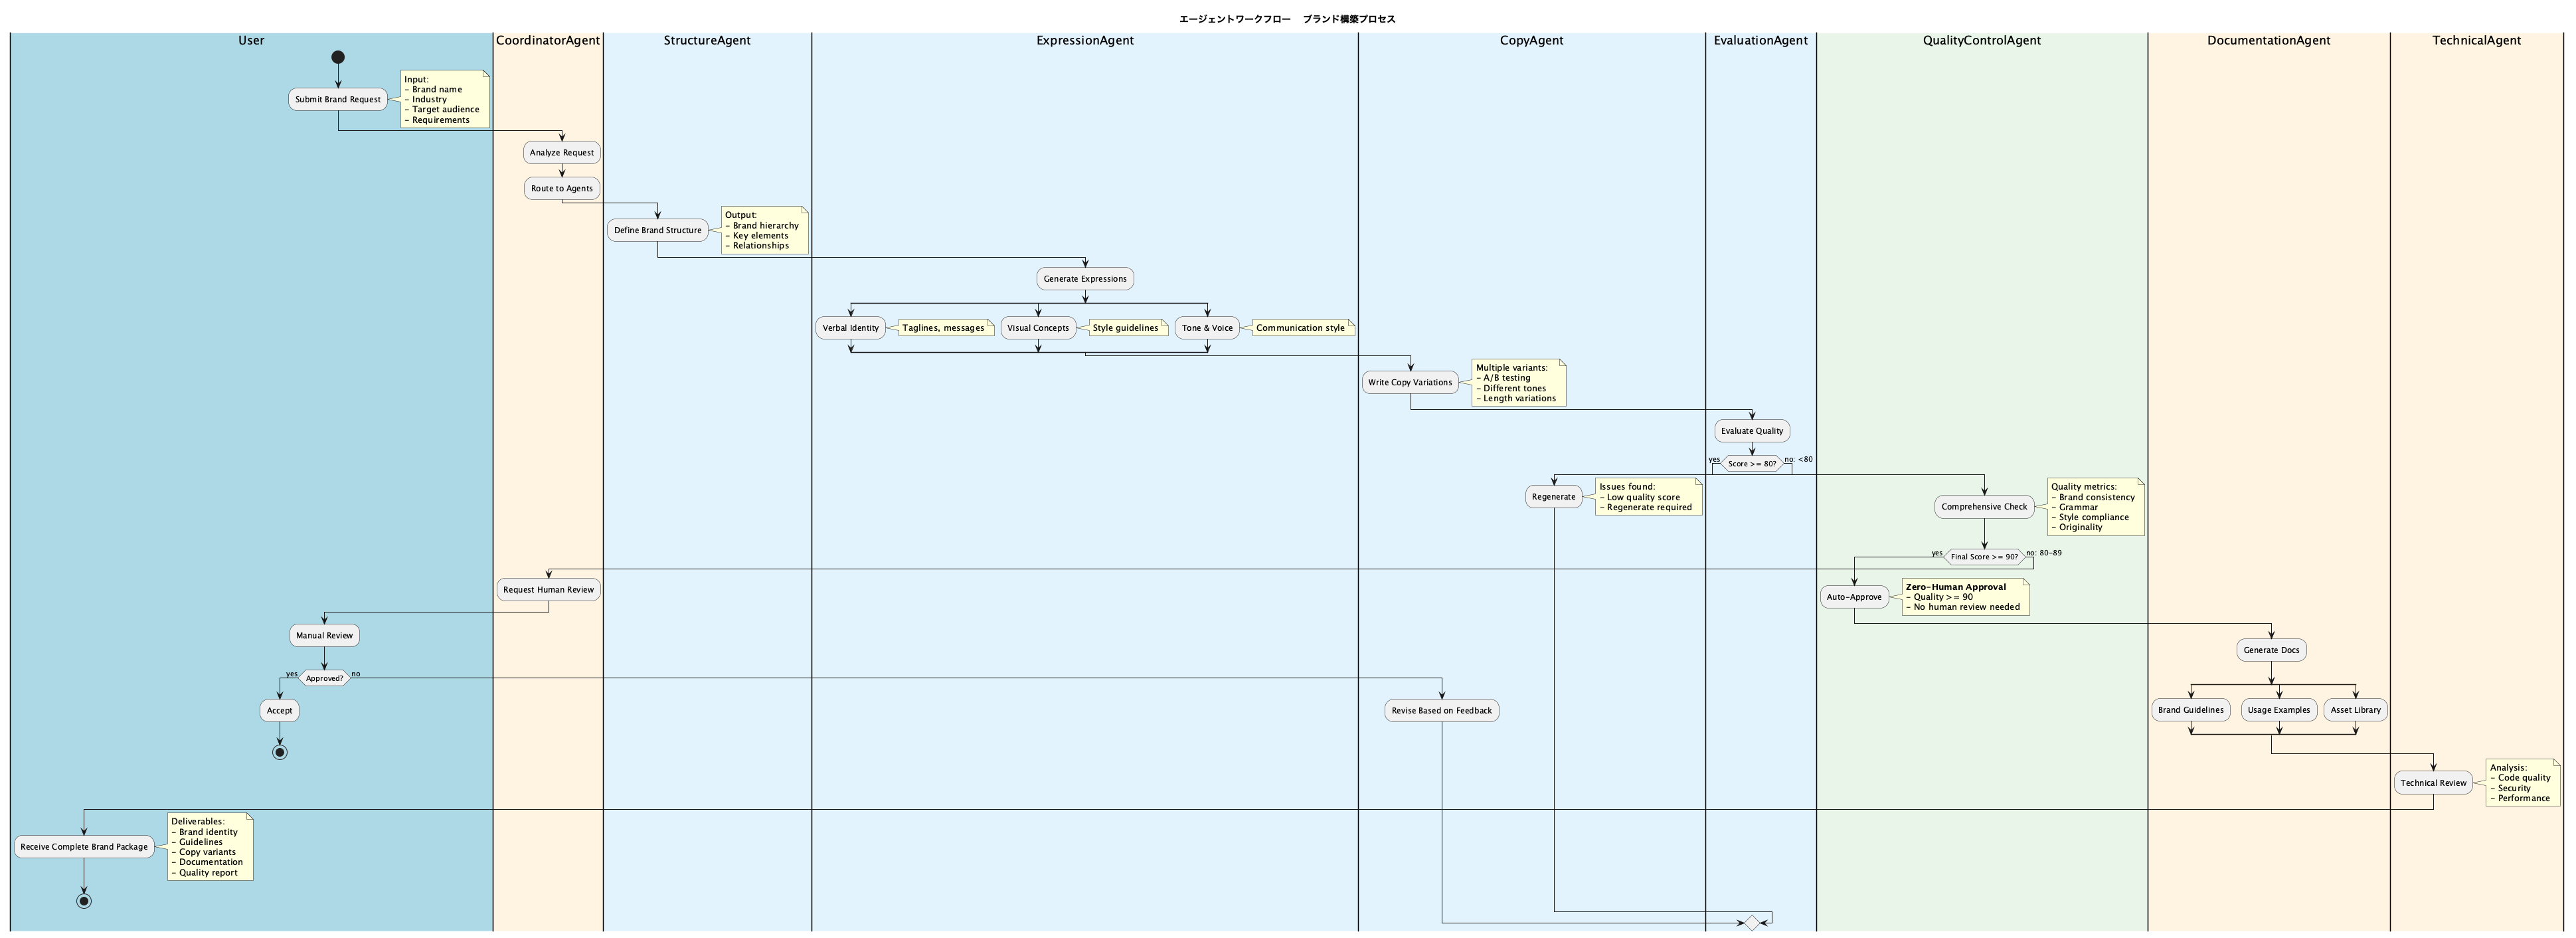 エージェントワークフロー　ブランド構築プロセス
User
CoordinatorAgent
StructureAgent
ExpressionAgent
CopyAgent
EvaluationAgent
QualityControlAgent
DocumentationAgent
TechnicalAgent
Submit Brand Request
Input:
- Brand name
- Industry
- Target audience
- Requirements
Analyze Request
Route to Agents
Define Brand Structure
Output:
- Brand hierarchy
- Key elements
- Relationships
Generate Expressions
Verbal Identity
Taglines, messages
Visual Concepts
Style guidelines
Tone & Voice
Communication style
Write Copy Variations
Multiple variants:
- A/B testing
- Different tones
- Length variations
Evaluate Quality
yes
Score >= 80?
no: <80
Regenerate
Issues found:
- Low quality score
- Regenerate required
Comprehensive Check
Quality metrics:
- Brand consistency
- Grammar
- Style compliance
- Originality
yes
Final Score >= 90?
no: 80-89
Request Human Review
Auto-Approve
Zero-Human Approval
- Quality >= 90
- No human review needed
Manual Review
Generate Docs
yes
Approved?
no
Accept
Revise Based on Feedback
Brand Guidelines
Usage Examples
Asset Library
Technical Review
Analysis:
- Code quality
- Security
- Performance
Receive Complete Brand Package
Deliverables:
- Brand identity
- Guidelines
- Copy variants
- Documentation
- Quality report